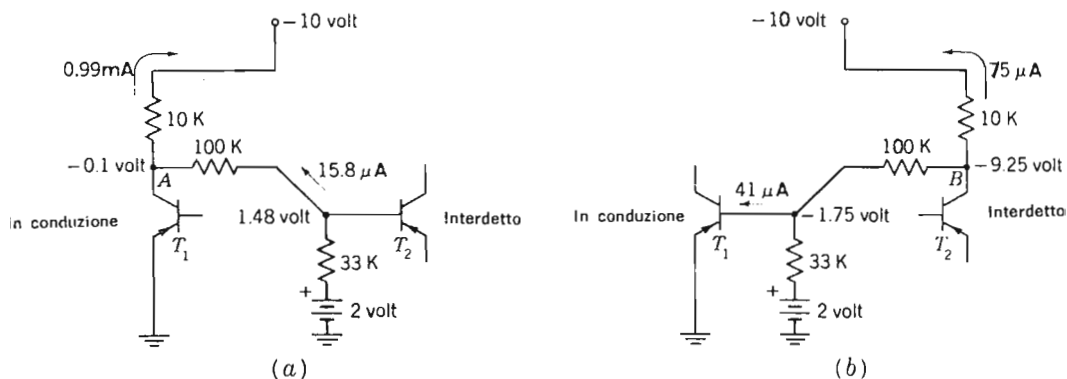 −10 volt
0.99mA
10 K
100 K
−0.1 volt
A
15.8 μA
In conduzione
T1
1.48 volt
T2
Interdetto
33 K
+
2 volt
(a)
−10 volt
75 μA
10 K
100 K
B
−9.25 volt
41 μA
In conduzione
T1
−1.75 volt
T2
Interdetto
33 K
+
2 volt
(b)